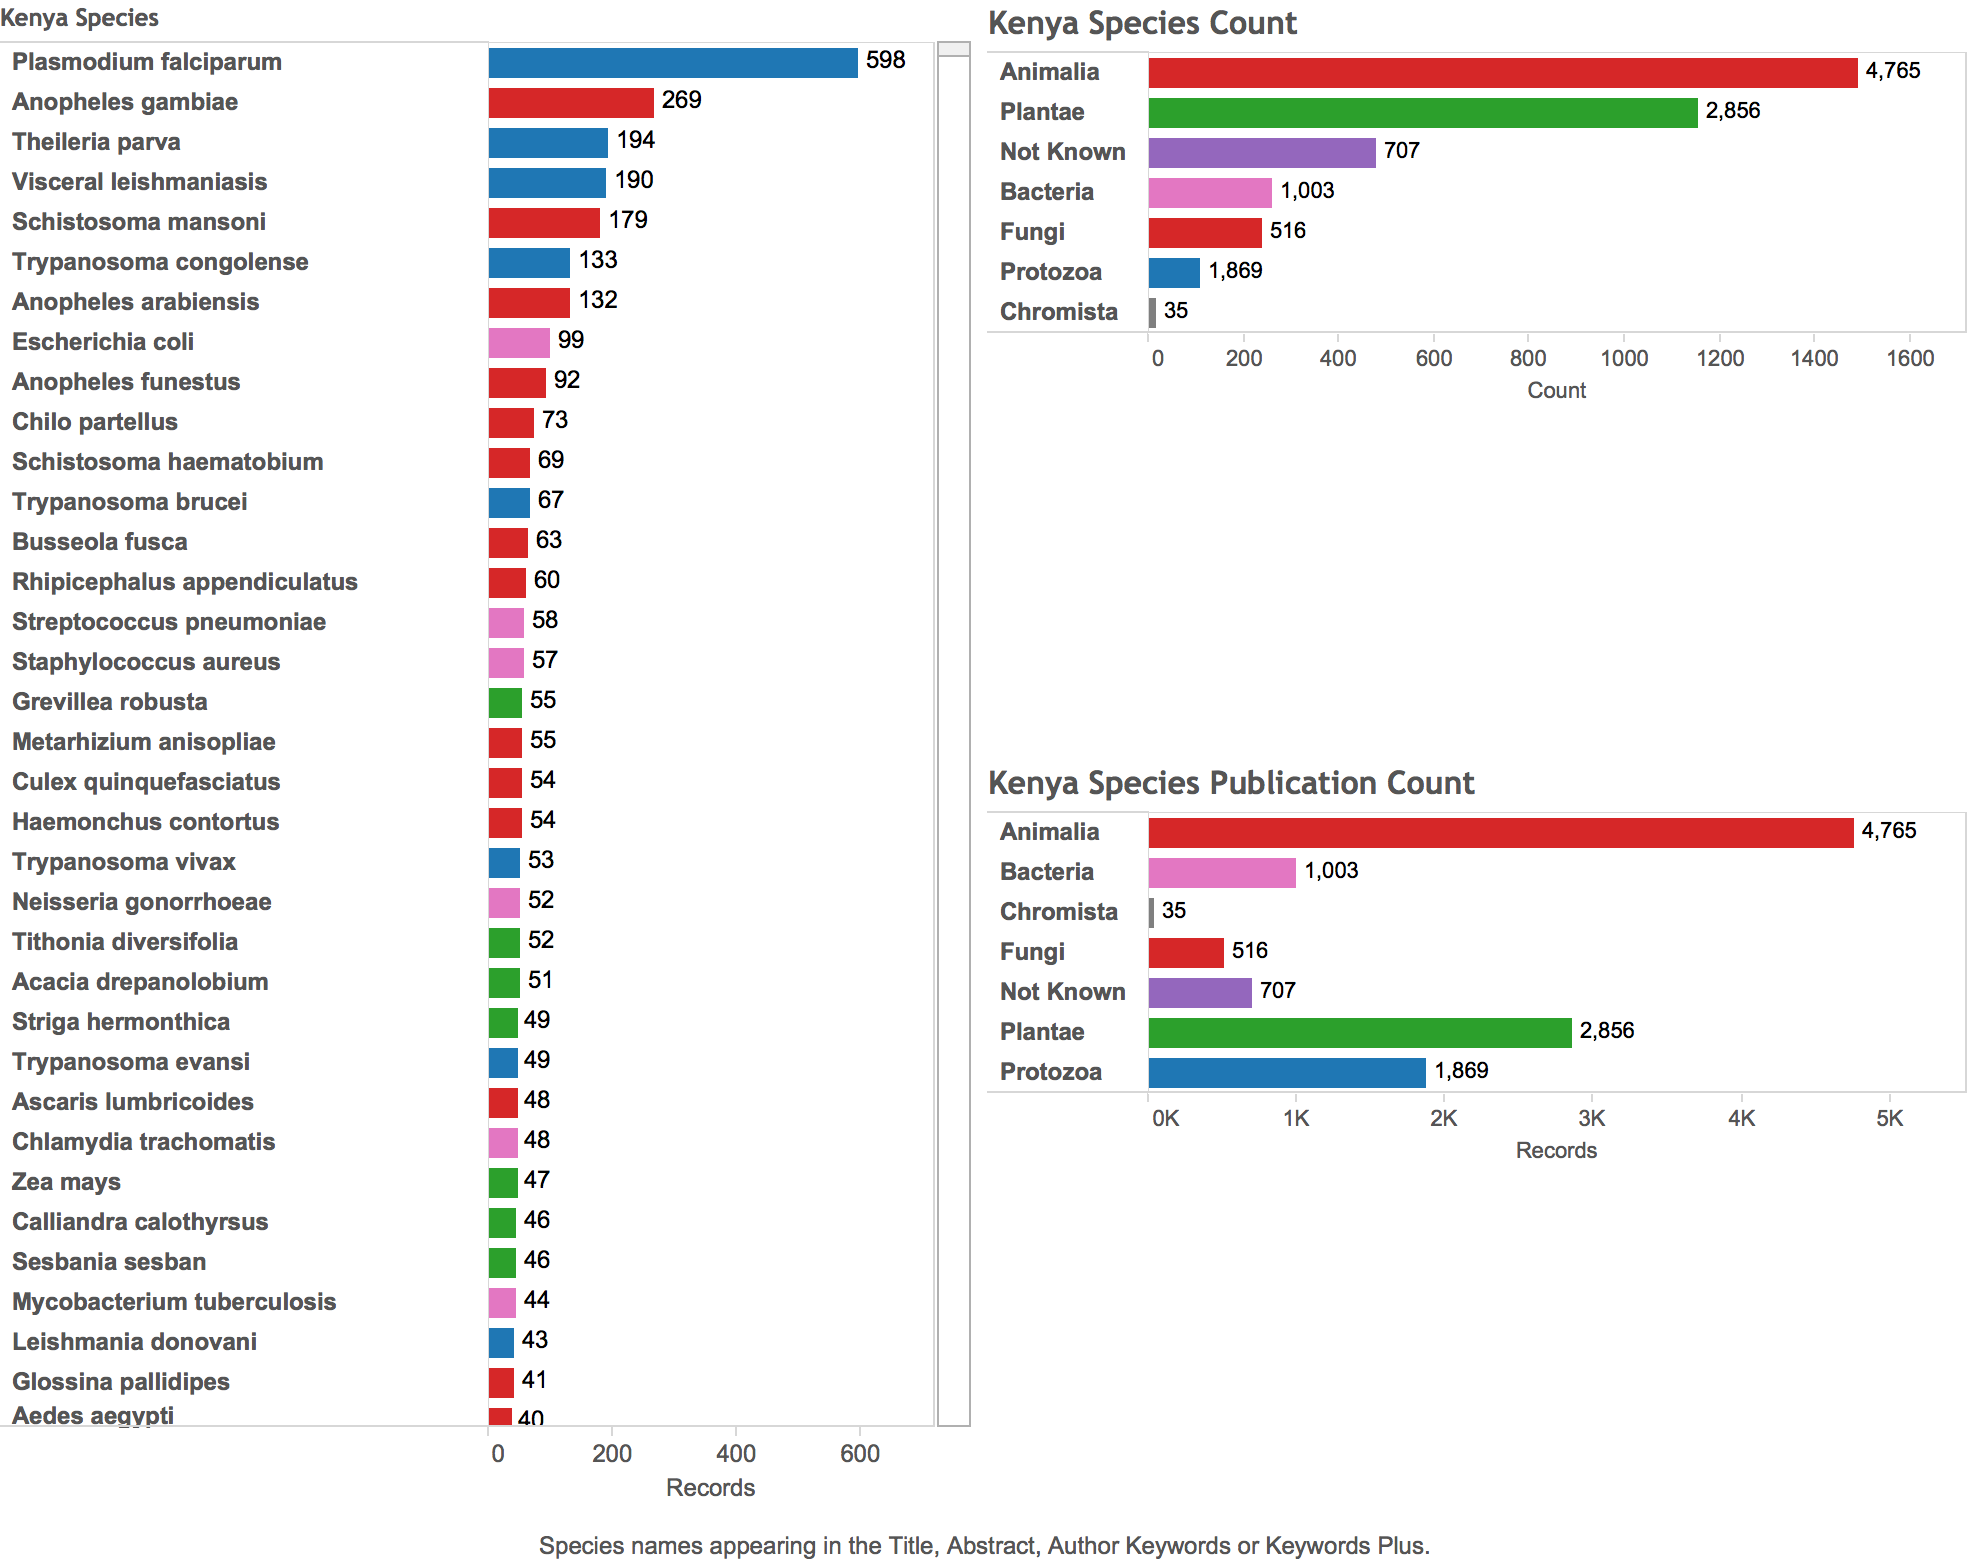 Kenya Species
Plasmodium falciparum 598
Anopheles gambiae 269
Theileria parva 194
Visceral leishmaniasis 190
Schistosoma mansoni 179
Trypanosoma congolense 133
Anopheles arabiensis 132
Escherichia coli 99
Anopheles funestus 92
Chilo partellus 73
Schistosoma haematobium 69
Trypanosoma brucei 67
Busseola fusca 63
Rhipicephalus appendiculatus 60
Streptococcus pneumoniae 58
Staphylococcus aureus 57
Grevillea robusta 55
Metarhizium anisopliae 55
Culex quinquefasciatus 54
Haemonchus contortus 54
Trypanosoma vivax 53
Neisseria gonorrhoeae 52
Tithonia diversifolia 52
Acacia drepanolobium 51
Striga hermonthica 49
Trypanosoma evansi 49
Ascaris lumbricoides 48
Chlamydia trachomatis 48
Zea mays 47
Calliandra calothyrsus 46
Sesbania sesban 46
Mycobacterium tuberculosis 44
Leishmania donovani 43
Glossina pallidipes 41
Aedes aegypti 40
0 200 400 600
Records
Kenya Species Count
Animalia 4,765
Plantae 2,856
Not Known 707
Bacteria 1,003
Fungi 516
Protozoa 1,869
Chromista 35
0 200 400 600 800 1000 1200 1400 1600
Count
Kenya Species Publication Count
Animalia 4,765
Bacteria 1,003
Chromista 35
Fungi 516
Not Known 707
Plantae 2,856
Protozoa 1,869
0K 1K 2K 3K 4K 5K
Records
Species names appearing in the Title, Abstract, Author Keywords or Keywords Plus.